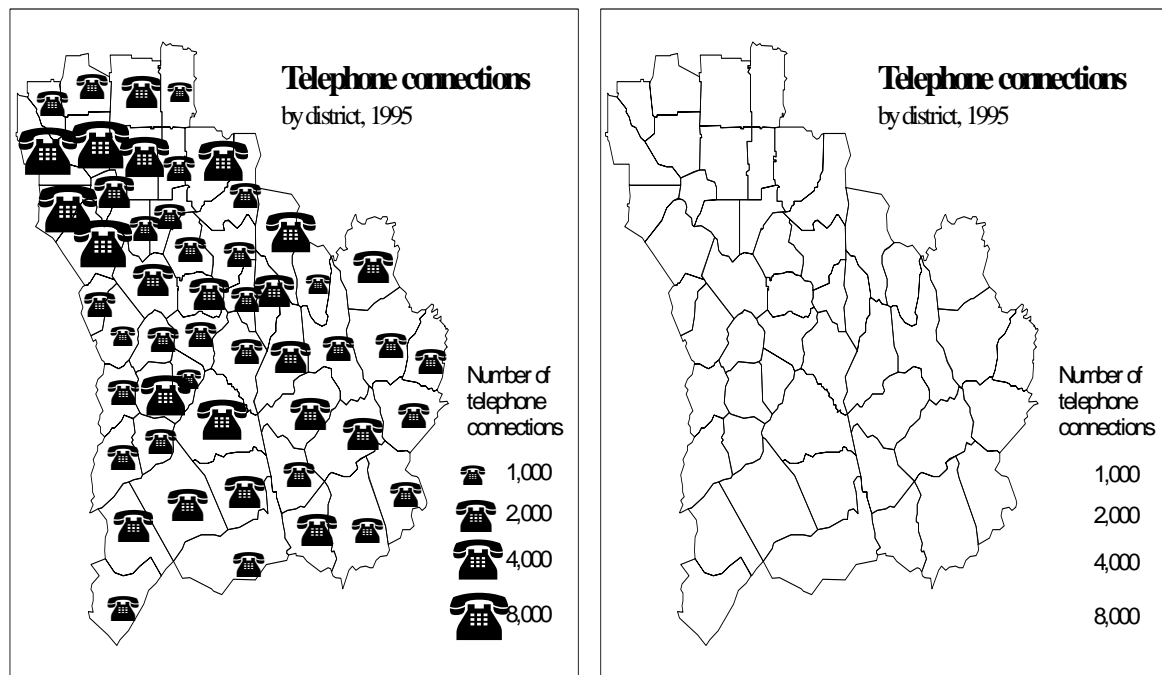 Telephone connections
by district, 1995
Number of
telephone
connections
1,000
2,000
4,000
8,000
Telephone connections
by district, 1995
Number of
telephone
connections
1,000
2,000
4,000
8,000